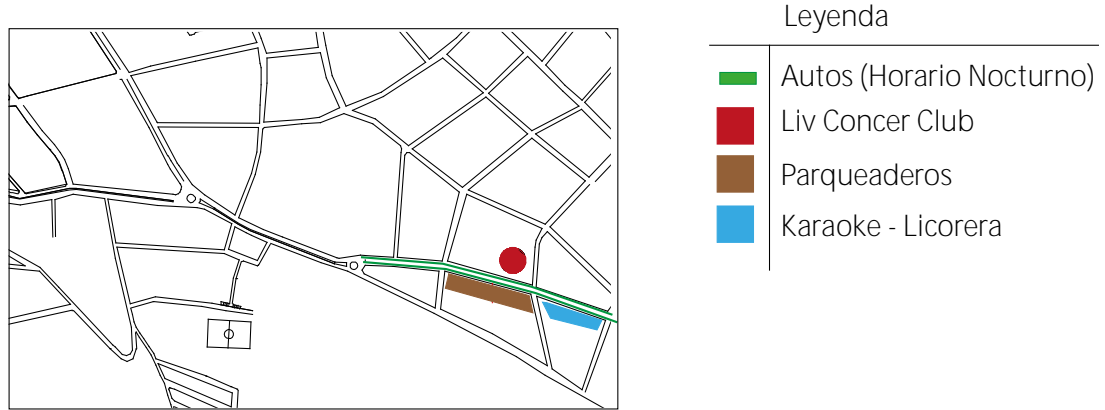 Leyenda
Autos (Horario Nocturno)
Liv Concer Club
Parqueaderos
Karaoke - Licorera